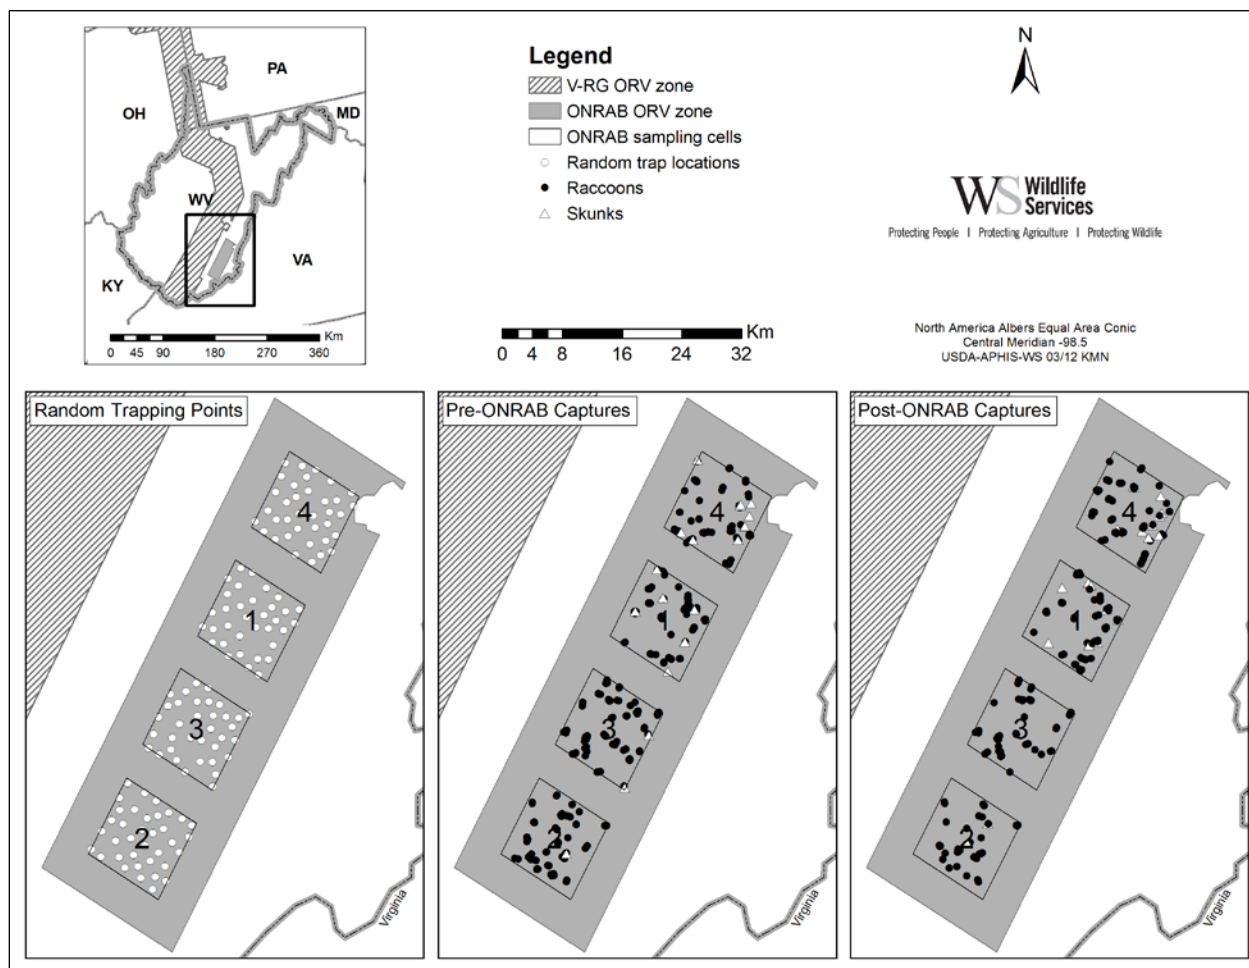 PA
OH
MD
WV
VA
KY
Km
0 45 90 180 270 360
Legend
V-RG ORV zone
ONRAB ORV zone
ONRAB sampling cells
Random trap locations
Raccoons
Skunks
Km
0 2 4 8 16 24 32
N
WS Wildlife
Services
Protecting People | Protecting Agriculture | Protecting Wildlife
North America Albers Equal Area Conic
Central Meridian -98.5
USDA-APHIS-WS 03/12 KMN
Random Trapping Points
4
1
3
2
Virginia
Pre-ONRAB Captures
4
1
3
2
Virginia
Post-ONRAB Captures
4
1
3
2
Virginia